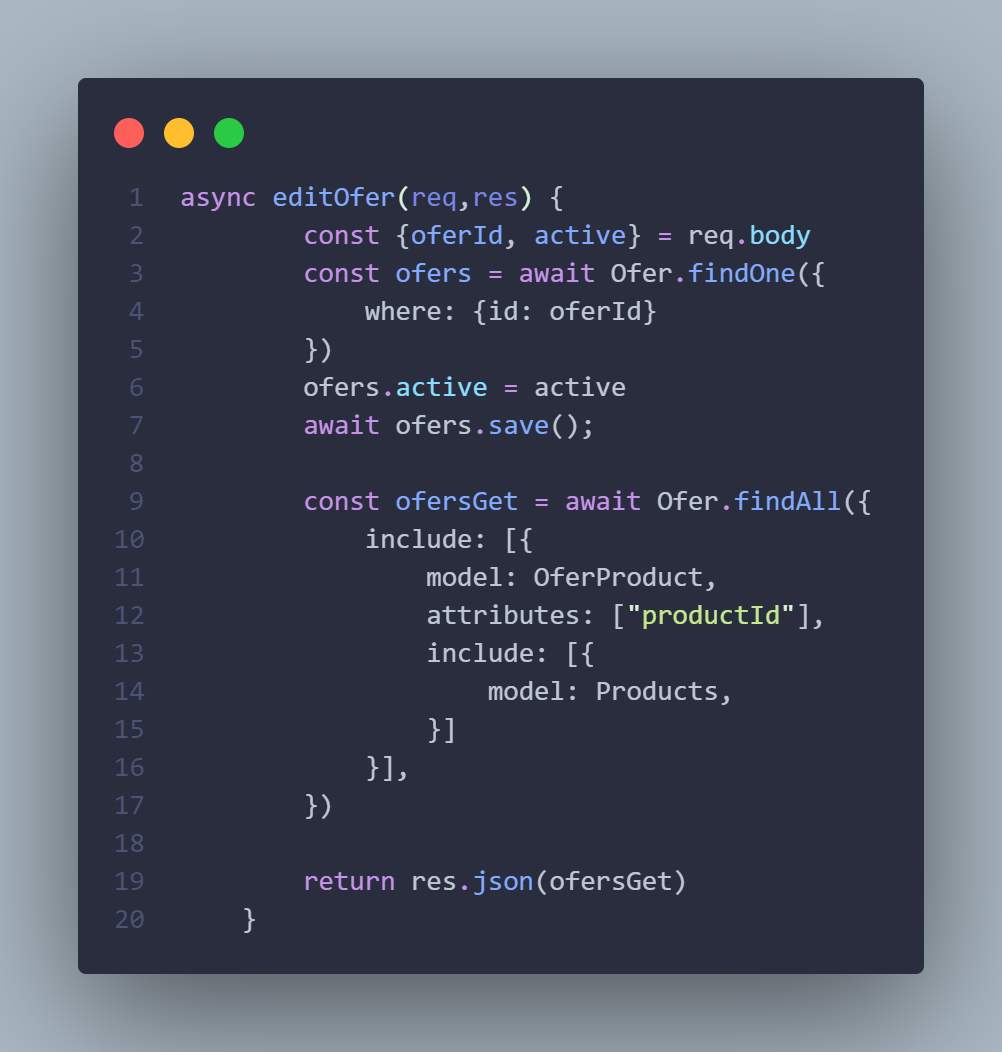 1 async editOfer(req,res) {
2 const {oferId, active} = req.body
3 const ofers = await Ofer.findOne({
4 where: {id: oferId}
5 })
6 ofers.active = active
7 await ofers.save();
8
9 const ofersGet = await Ofer.findAll({
10 include: [{
11 model: OferProduct,
12 attributes: ["productId"],
13 include: [{
14 model: Products,
15 }]
16 }],
17 })
18
19 return res.json(ofersGet)
20 }